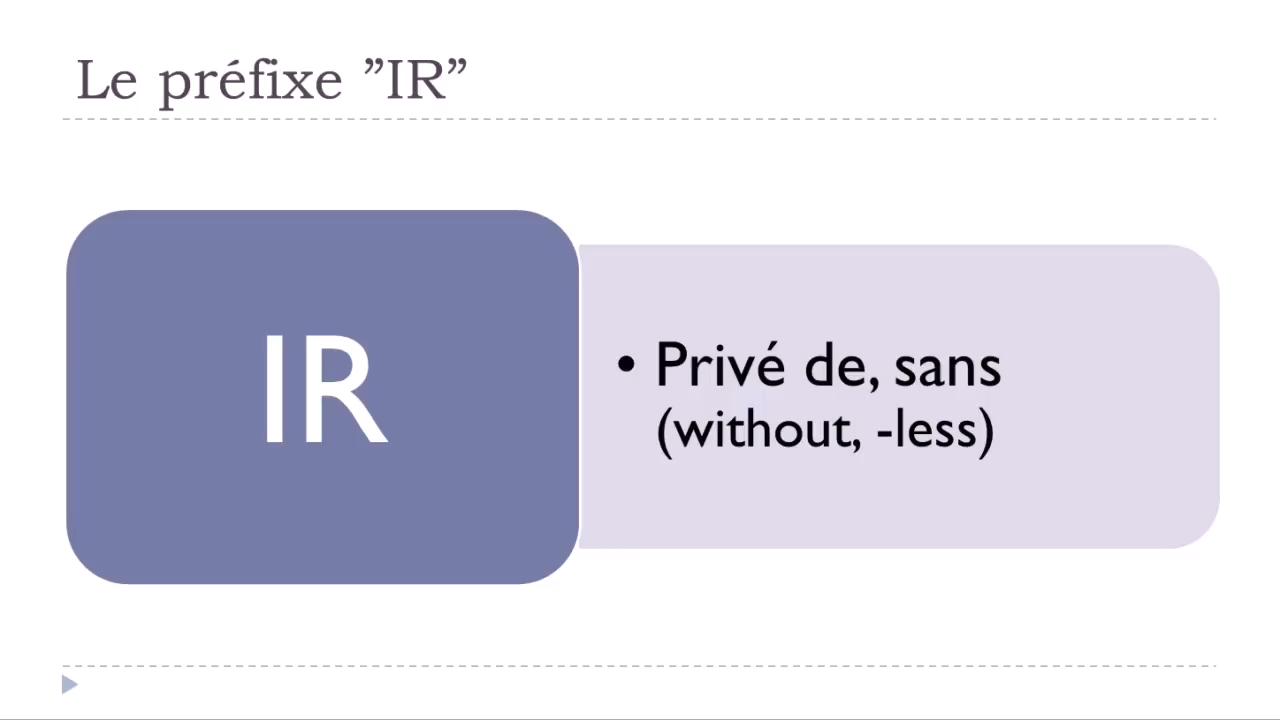 Le préfixe ”IR”
IR
• Privé de, sans
(without, -less)